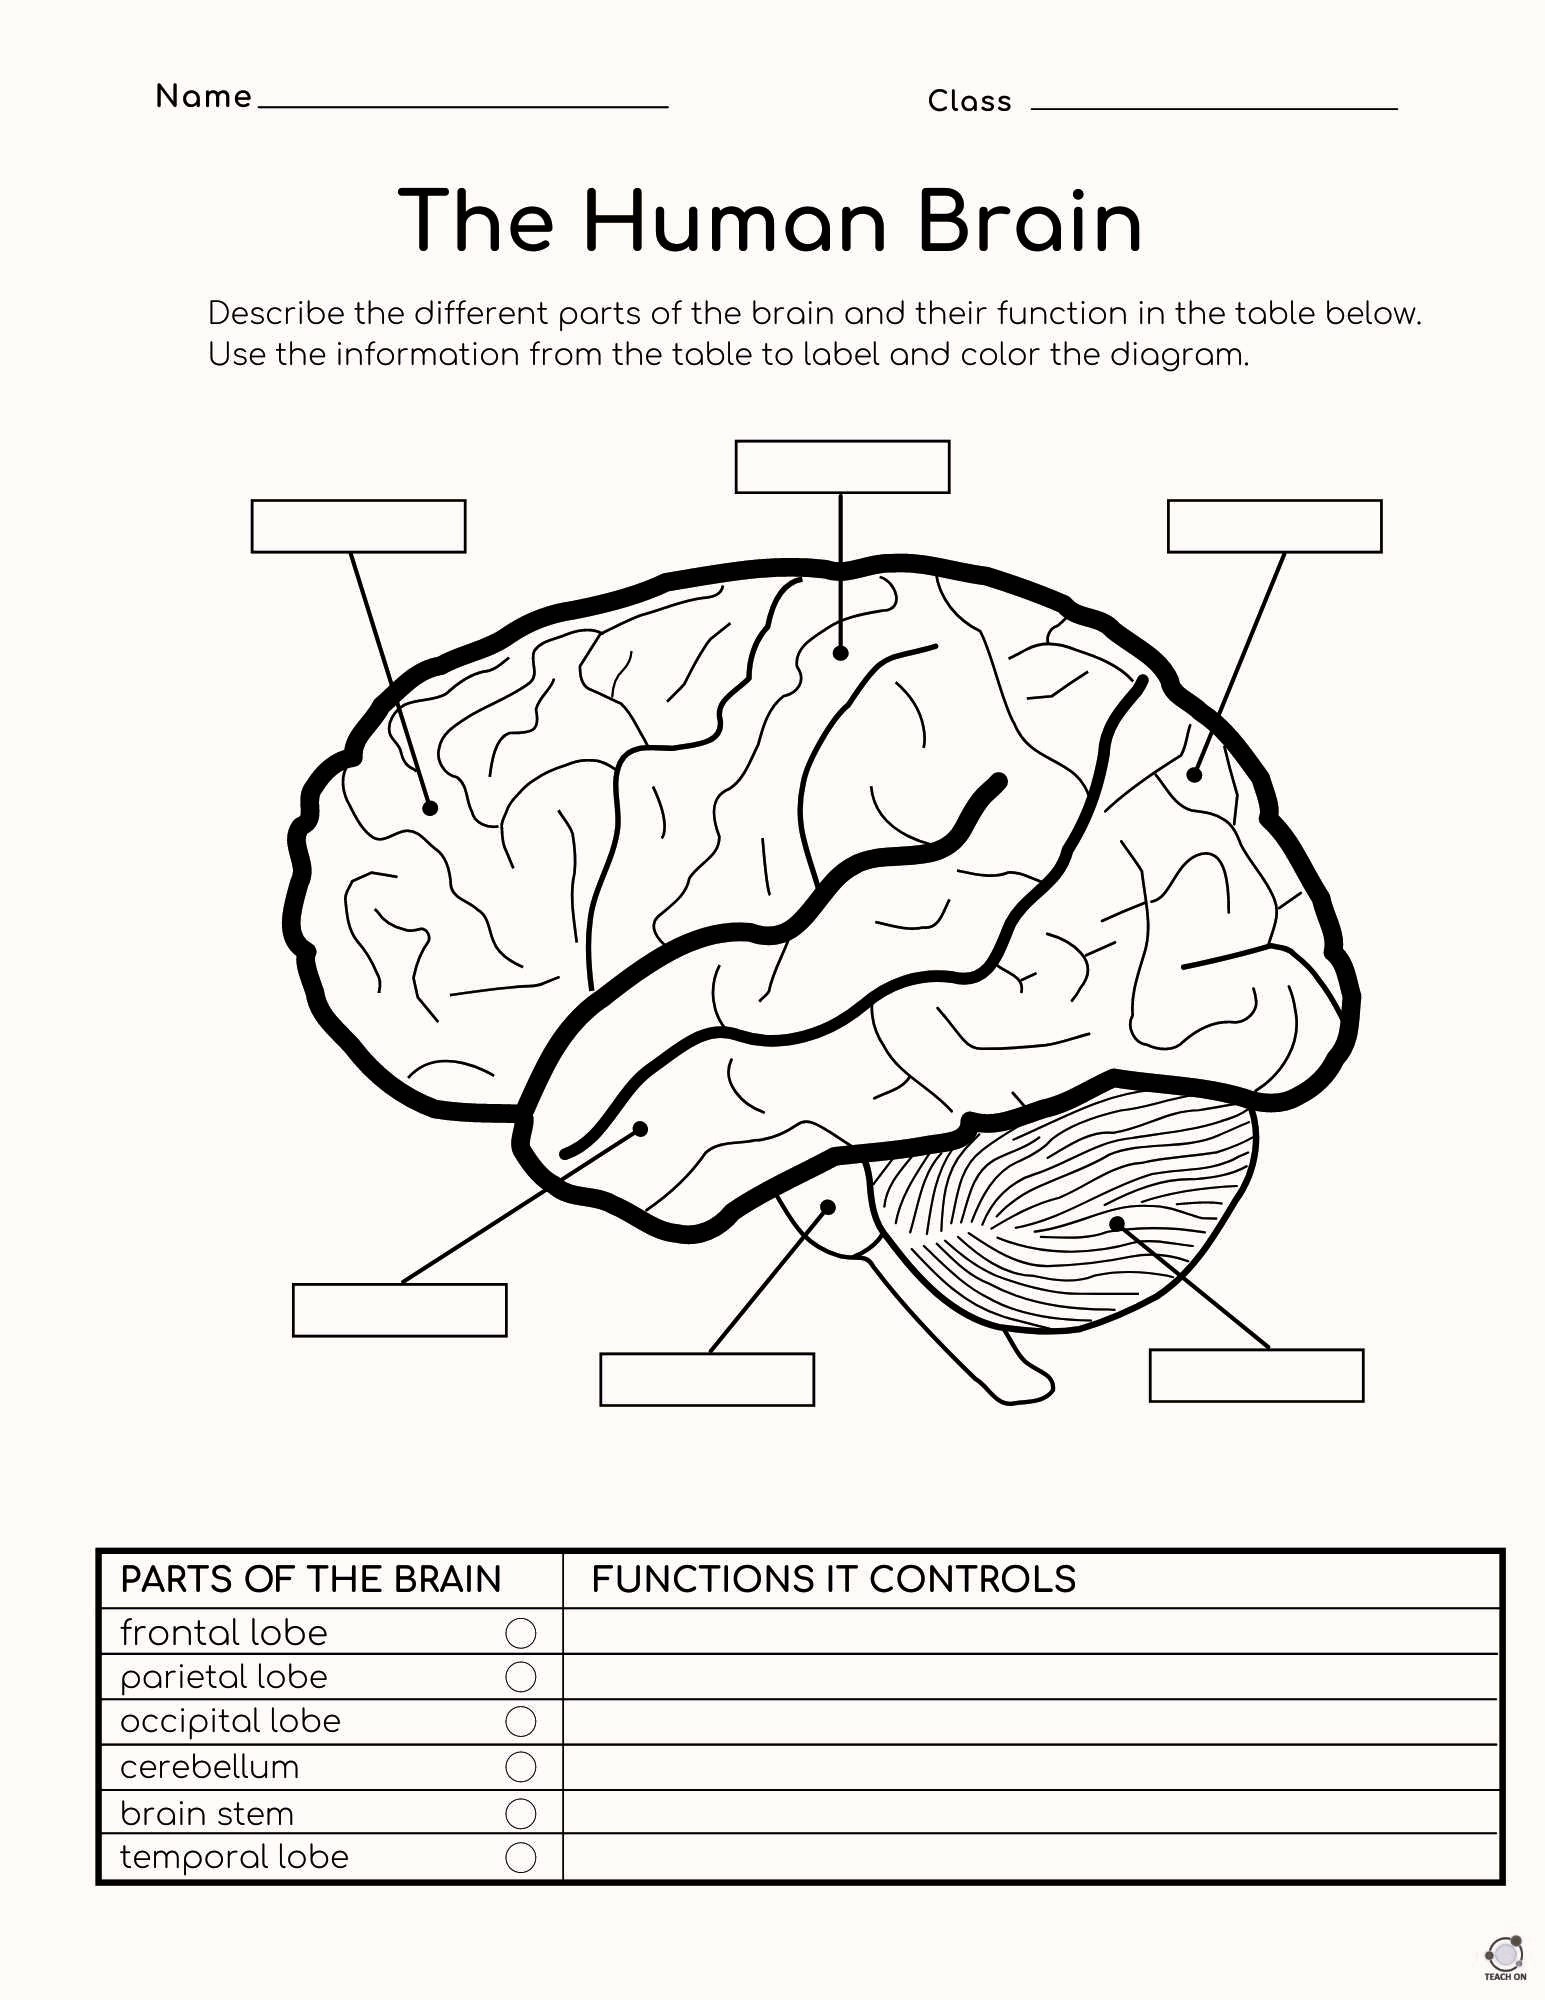 Name
Class
The Human Brain
Describe the different parts of the brain and their function in the table below.
Use the information from the table to label and color the diagram.
PARTS OF THE BRAIN
FUNCTIONS IT CONTROLS
frontal lobe
parietal lobe
occipital lobe
cerebellum
brain stem
temporal lobe
TEACH ON